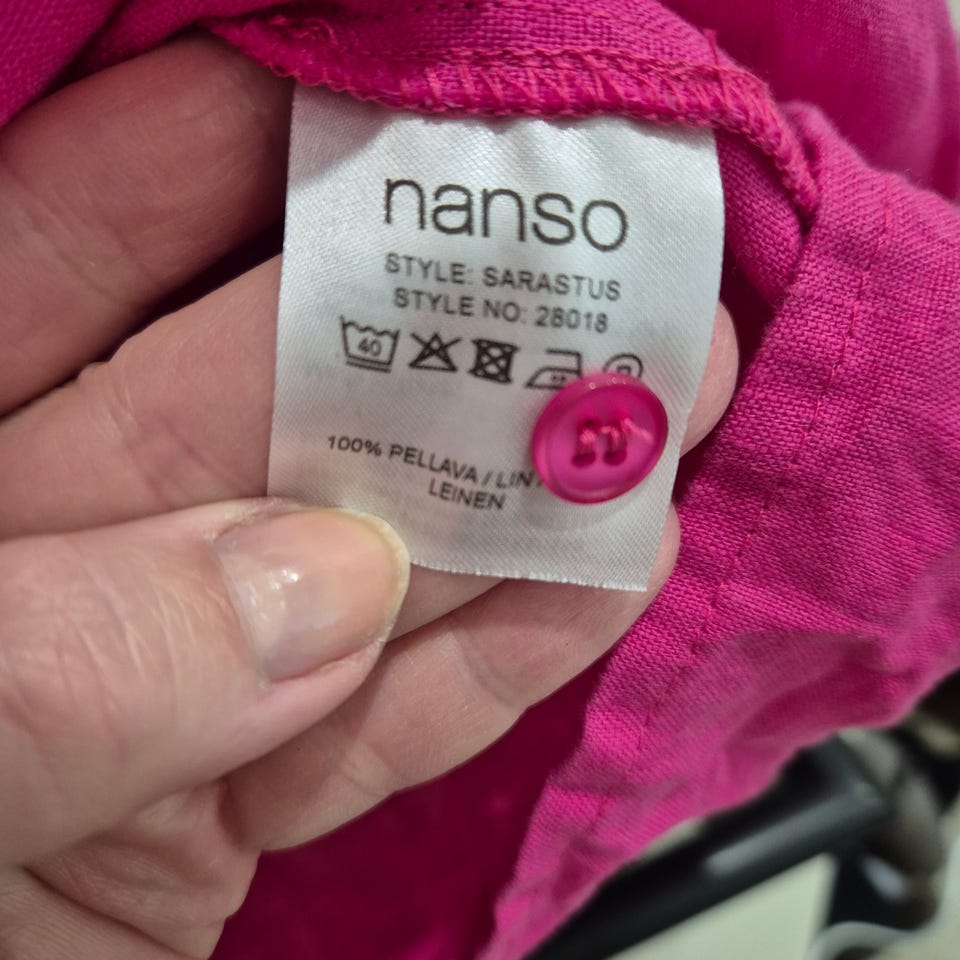 nanso
STYLE: SARASTUS
STYLE NO: 28018
40
100% PELLAVA / LIN
LEINEN